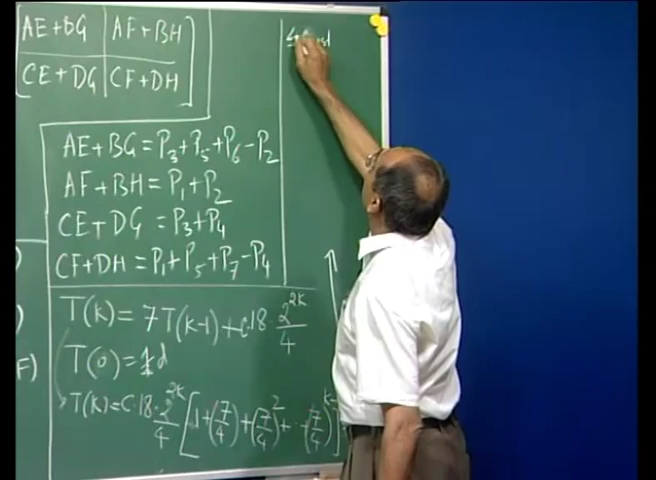 AE+BG AF+BH
CE+DG CF+DH
AE+BG=P₃+P₅+P₆-P₂
AF+BH=P₁+P₂
CE+DG=P₃+P₄
CF+DH=P₁+P₅+P₇-P₄
T(k)=7T(k-1)+c·18·2^{2k}/4
T(0)=d
T(k)=c·18·2^{2k}/4[1+(7/4)+(7/4)²+··(7/4)
F)